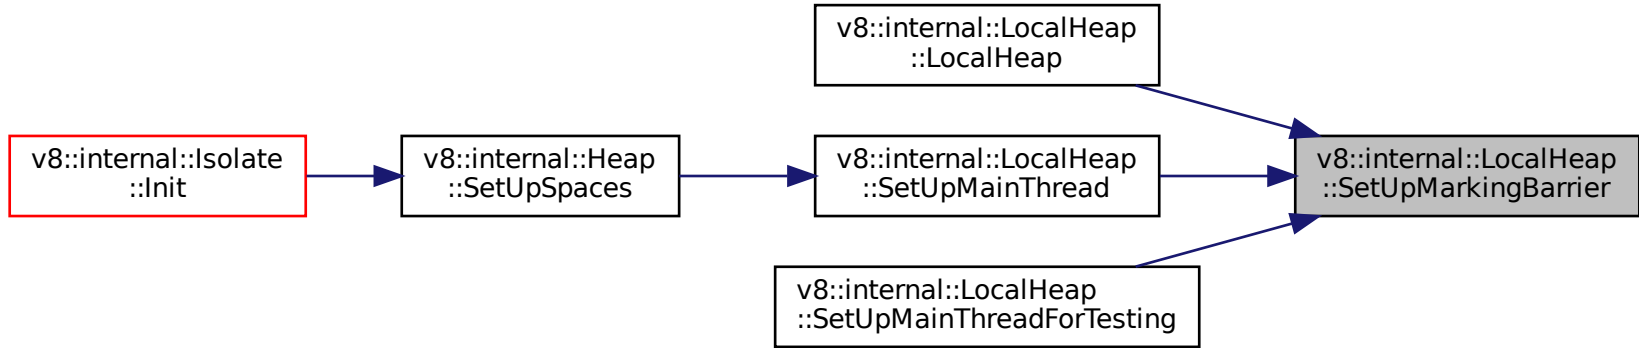 v8::internal::LocalHeap
::LocalHeap
v8::internal::Isolate
::Init
v8::internal::Heap
::SetUpSpaces
v8::internal::LocalHeap
::SetUpMainThread
v8::internal::LocalHeap
::SetUpMarkingBarrier
v8::internal::LocalHeap
::SetUpMainThreadForTesting